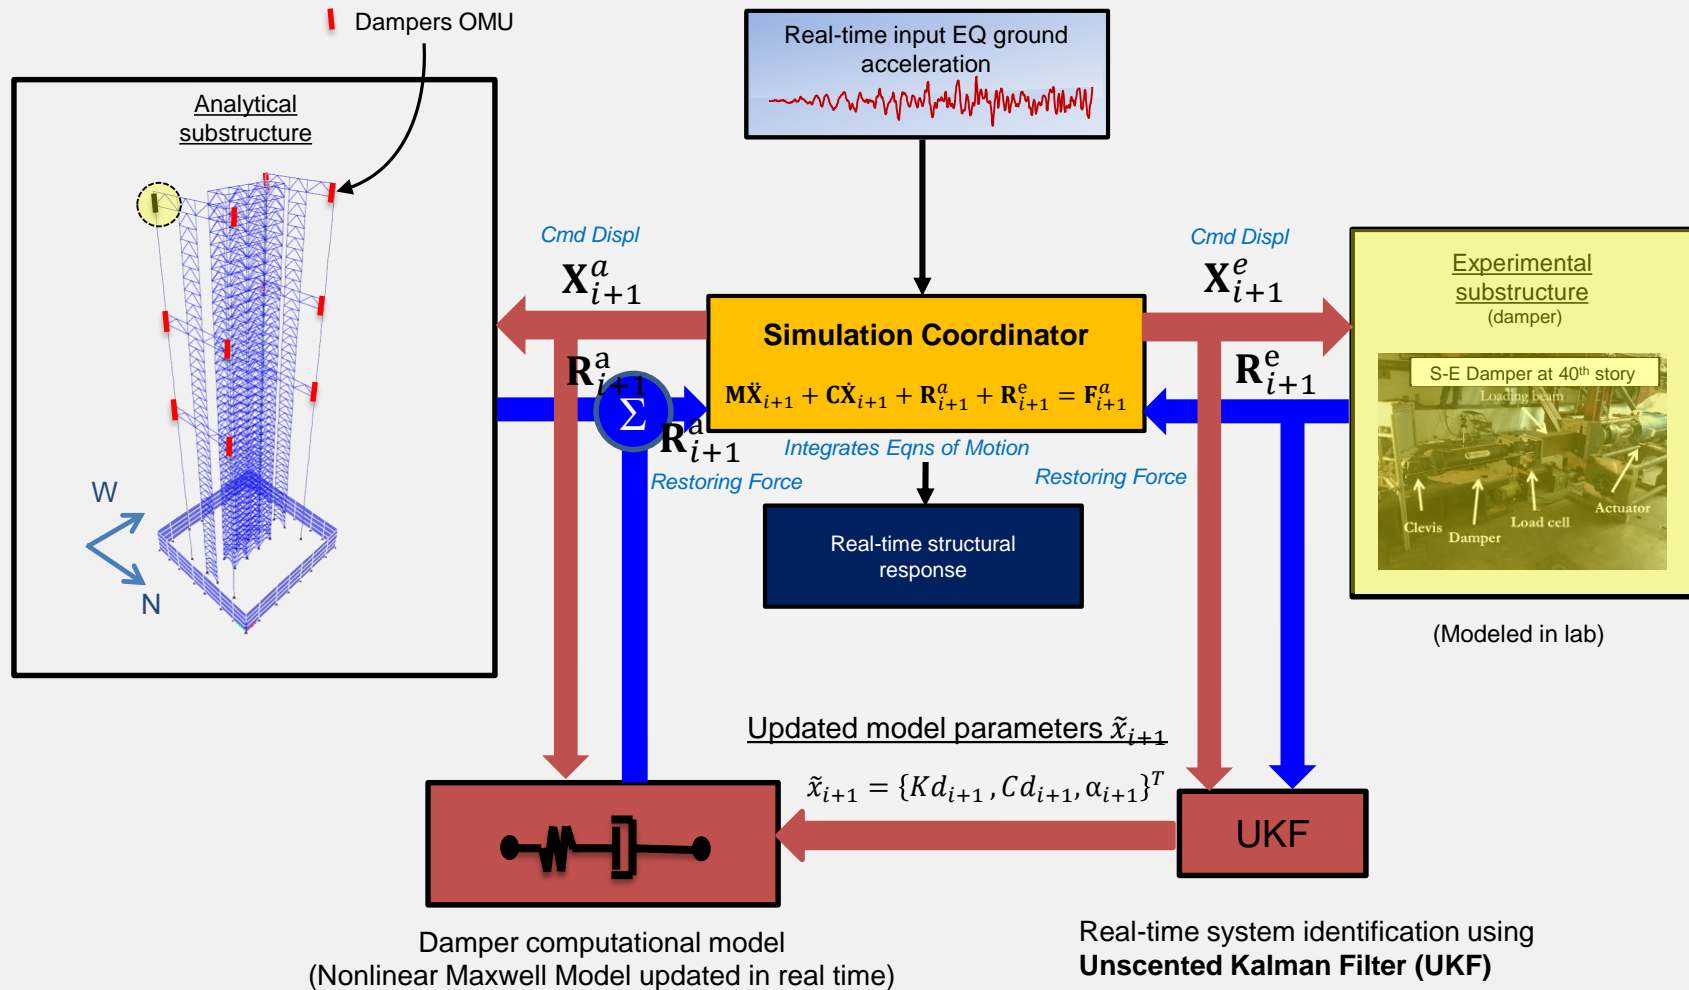 Dampers OMU
Real-time input EQ ground
acceleration
Analytical
substructure
Cmd Displ
X^a_{i+1}
Cmd Displ
X^e_{i+1}
Experimental
substructure
(damper)
Simulation Coordinator
MẌ_{i+1} + CẊ_{i+1} + R^a_{i+1} + R^e_{i+1} = F^a_{i+1}
R^a_{i+1}
Σ
R^a_{i+1}
R^e_{i+1}
S-E Damper at 40th story
Loading beam
Integrates Eqns of Motion
Restoring Force
Restoring Force
Clevis
Damper
Load cell
Actuator
W
N
Real-time structural
response
(Modeled in lab)
Updated model parameters x̃_{i+1}
x̃_{i+1} = {Kd_{i+1} , Cd_{i+1}, α_{i+1}}^T
UKF
Damper computational model
(Nonlinear Maxwell Model updated in real time)
Real-time system identification using
Unscented Kalman Filter (UKF)